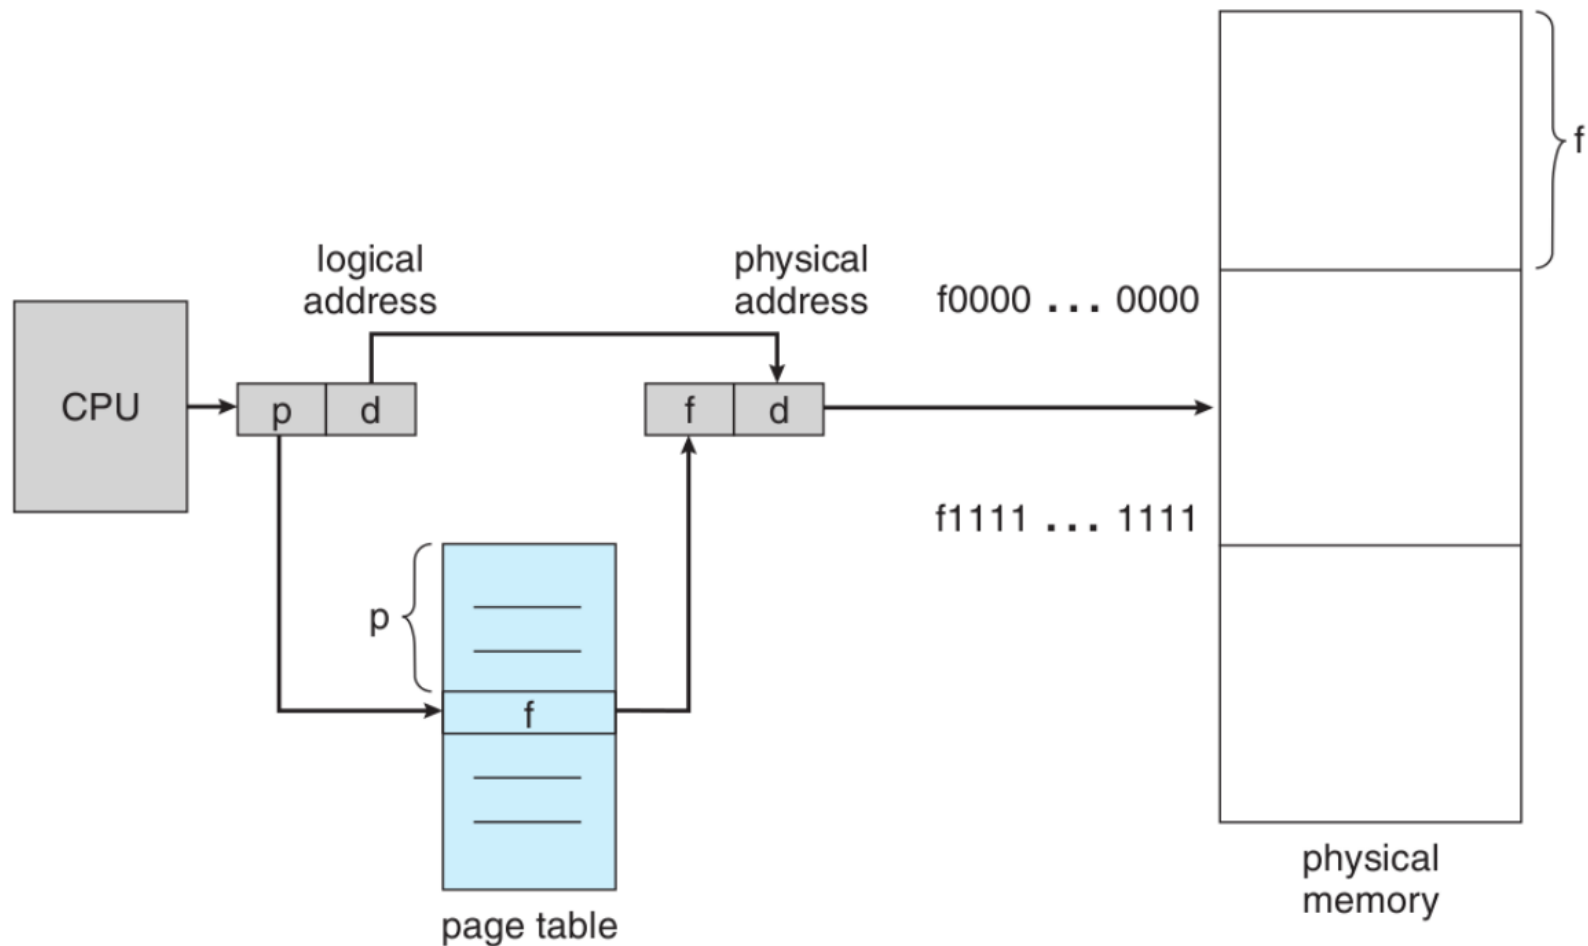 f
logical
address
physical
address
f0000 ... 0000
CPU
p d
f d
f1111 ... 1111
p
f
physical
memory
page table